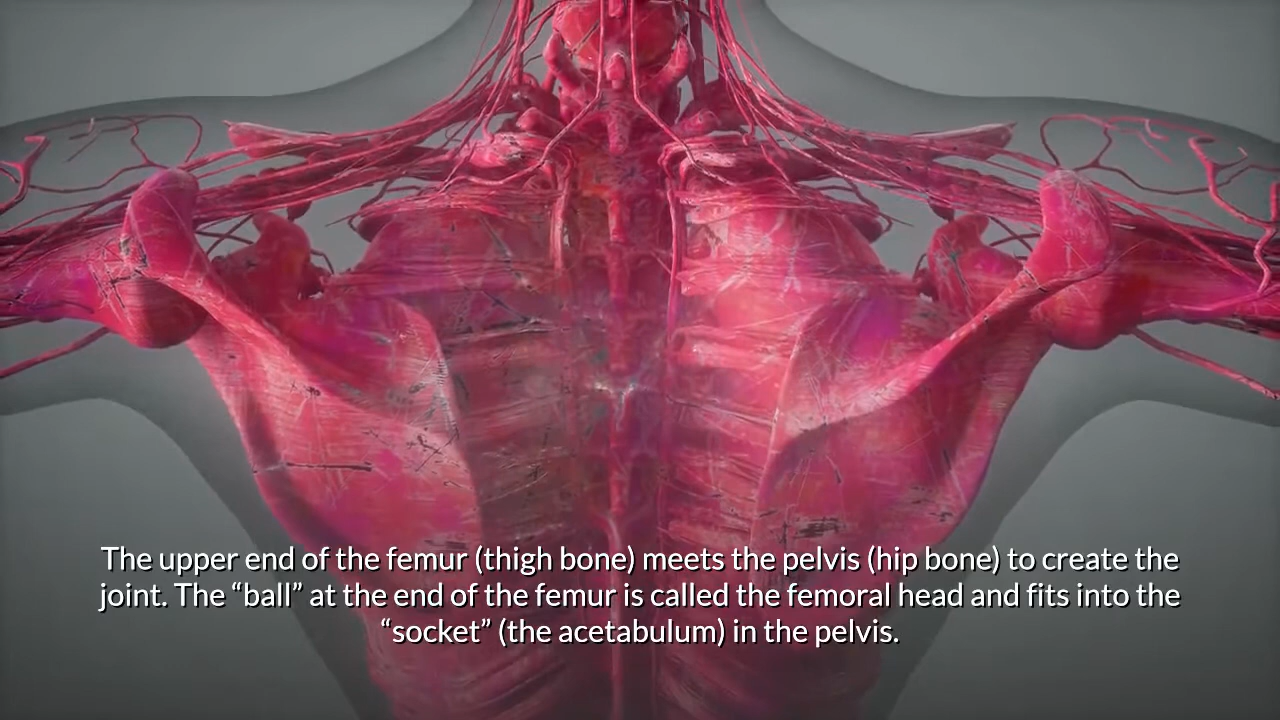 The upper end of the femur (thigh bone) meets the pelvis (hip bone) to create the
joint. The “ball” at the end of the femur is called the femoral head and fits into the
“socket” (the acetabulum) in the pelvis.